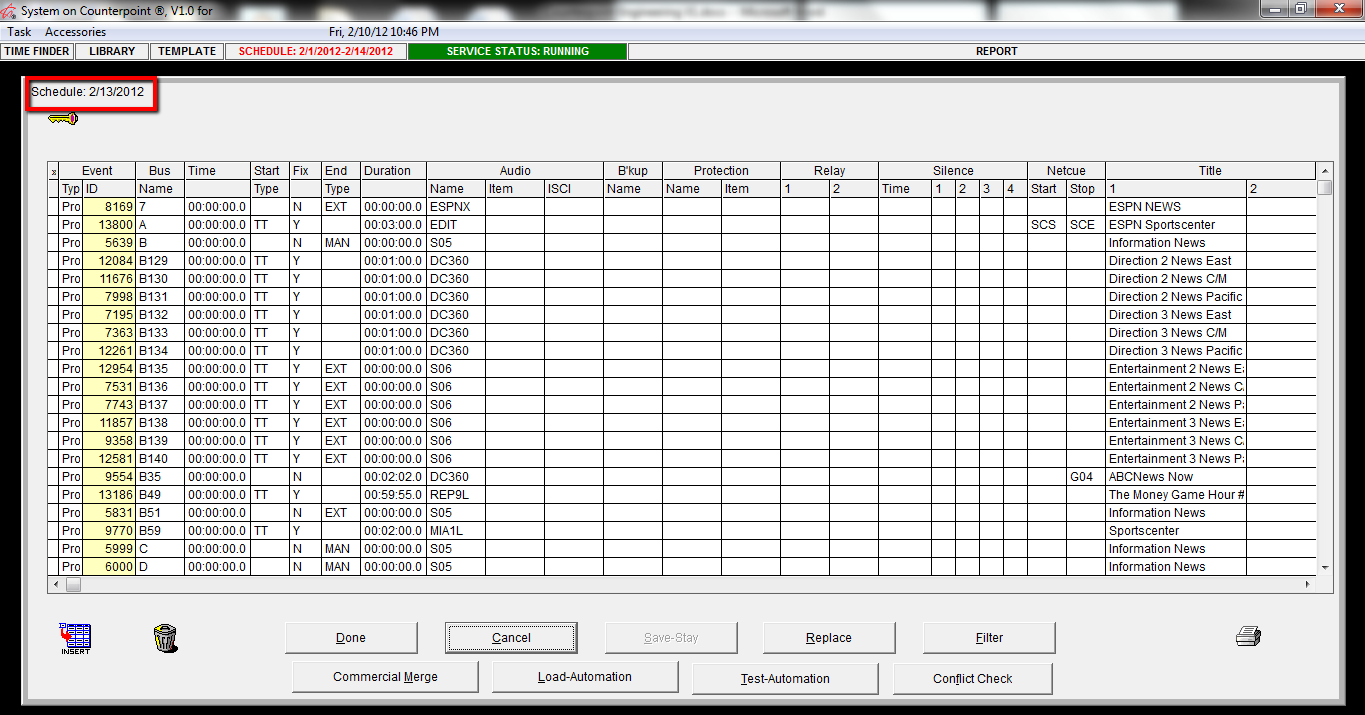 System on Counterpoint ®, V1.0 for
Task Accessories Fri, 2/10/12 10:46 PM
TIME FINDER LIBRARY TEMPLATE SCHEDULE: 2/1/2012-2/14/2012 SERVICE STATUS: RUNNING REPORT
Schedule: 2/13/2012
x Event Bus Time Start Fix End Duration Audio B'kup Protection Relay Silence Netcue Title
Typ ID Name Type Type Name Item ISCI Name Name Item 1 2 Time 1 2 3 4 Start Stop 1 2
Pro 8169 7 00:00:00.0 N EXT 00:00:00.0 ESPNX ESPN NEWS
Pro 13800 A 00:00:00.0 TT Y 00:03:00.0 EDIT SCS SCE ESPN Sportscenter
Pro 5639 B 00:00:00.0 N MAN 00:00:00.0 S05 Information News
Pro 12084 B129 00:00:00.0 TT Y 00:01:00.0 DC360 Direction 2 News East
Pro 11676 B130 00:00:00.0 TT Y 00:01:00.0 DC360 Direction 2 News C/M
Pro 7998 B131 00:00:00.0 TT Y 00:01:00.0 DC360 Direction 2 News Pacific
Pro 7195 B132 00:00:00.0 TT Y 00:01:00.0 DC360 Direction 3 News East
Pro 7363 B133 00:00:00.0 TT Y 00:01:00.0 DC360 Direction 3 News C/M
Pro 12261 B134 00:00:00.0 TT Y 00:01:00.0 DC360 Direction 3 News Pacific
Pro 12954 B135 00:00:00.0 TT Y EXT 00:00:00.0 S06 Entertainment 2 News E
Pro 7531 B136 00:00:00.0 TT Y EXT 00:00:00.0 S06 Entertainment 2 News C
Pro 7743 B137 00:00:00.0 TT Y EXT 00:00:00.0 S06 Entertainment 2 News P
Pro 11857 B138 00:00:00.0 TT Y EXT 00:00:00.0 S06 Entertainment 3 News E
Pro 9358 B139 00:00:00.0 TT Y EXT 00:00:00.0 S06 Entertainment 3 News C
Pro 12581 B140 00:00:00.0 TT Y EXT 00:00:00.0 S06 Entertainment 3 News P
Pro 9554 B35 00:00:00.0 N 00:02:02.0 DC360 G04 ABCNews Now
Pro 13186 B49 00:00:00.0 TT Y 00:59:55.0 REP9L The Money Game Hour #
Pro 5831 B51 00:00:00.0 N EXT 00:00:00.0 S05 Information News
Pro 9770 B59 00:00:00.0 TT Y 00:02:00.0 MIA1L Sportscenter
Pro 5999 C 00:00:00.0 N MAN 00:00:00.0 S05 Information News
Pro 6000 D 00:00:00.0 N MAN 00:00:00.0 S05 Information News
INSERT Done Cancel Save-Stay Replace Filter
Commercial Merge Load-Automation Test-Automation Conflict Check